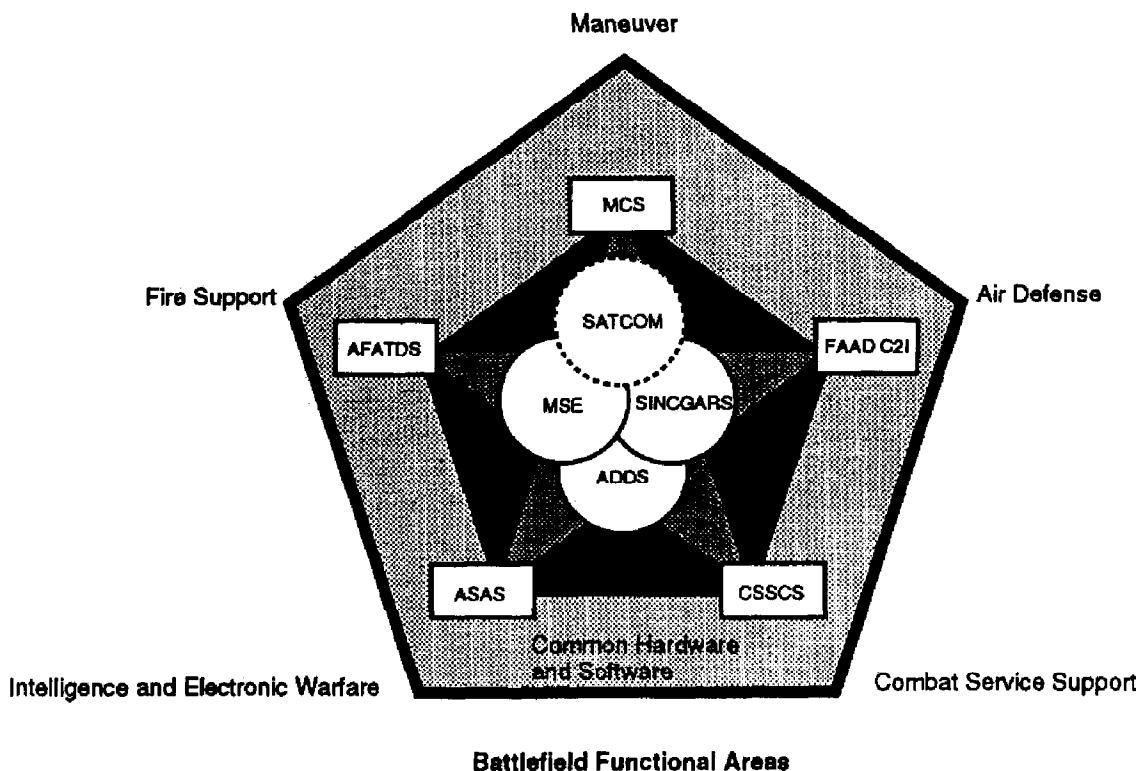 Maneuver
MCS
Fire Support
Air Defense
SATCOM
AFATDS
FAAD C2I
MSE
SINCGARS
ADDS
ASAS
CSSCS
Common Hardware
and Software
Intelligence and Electronic Warfare
Combat Service Support
Battlefield Functional Areas